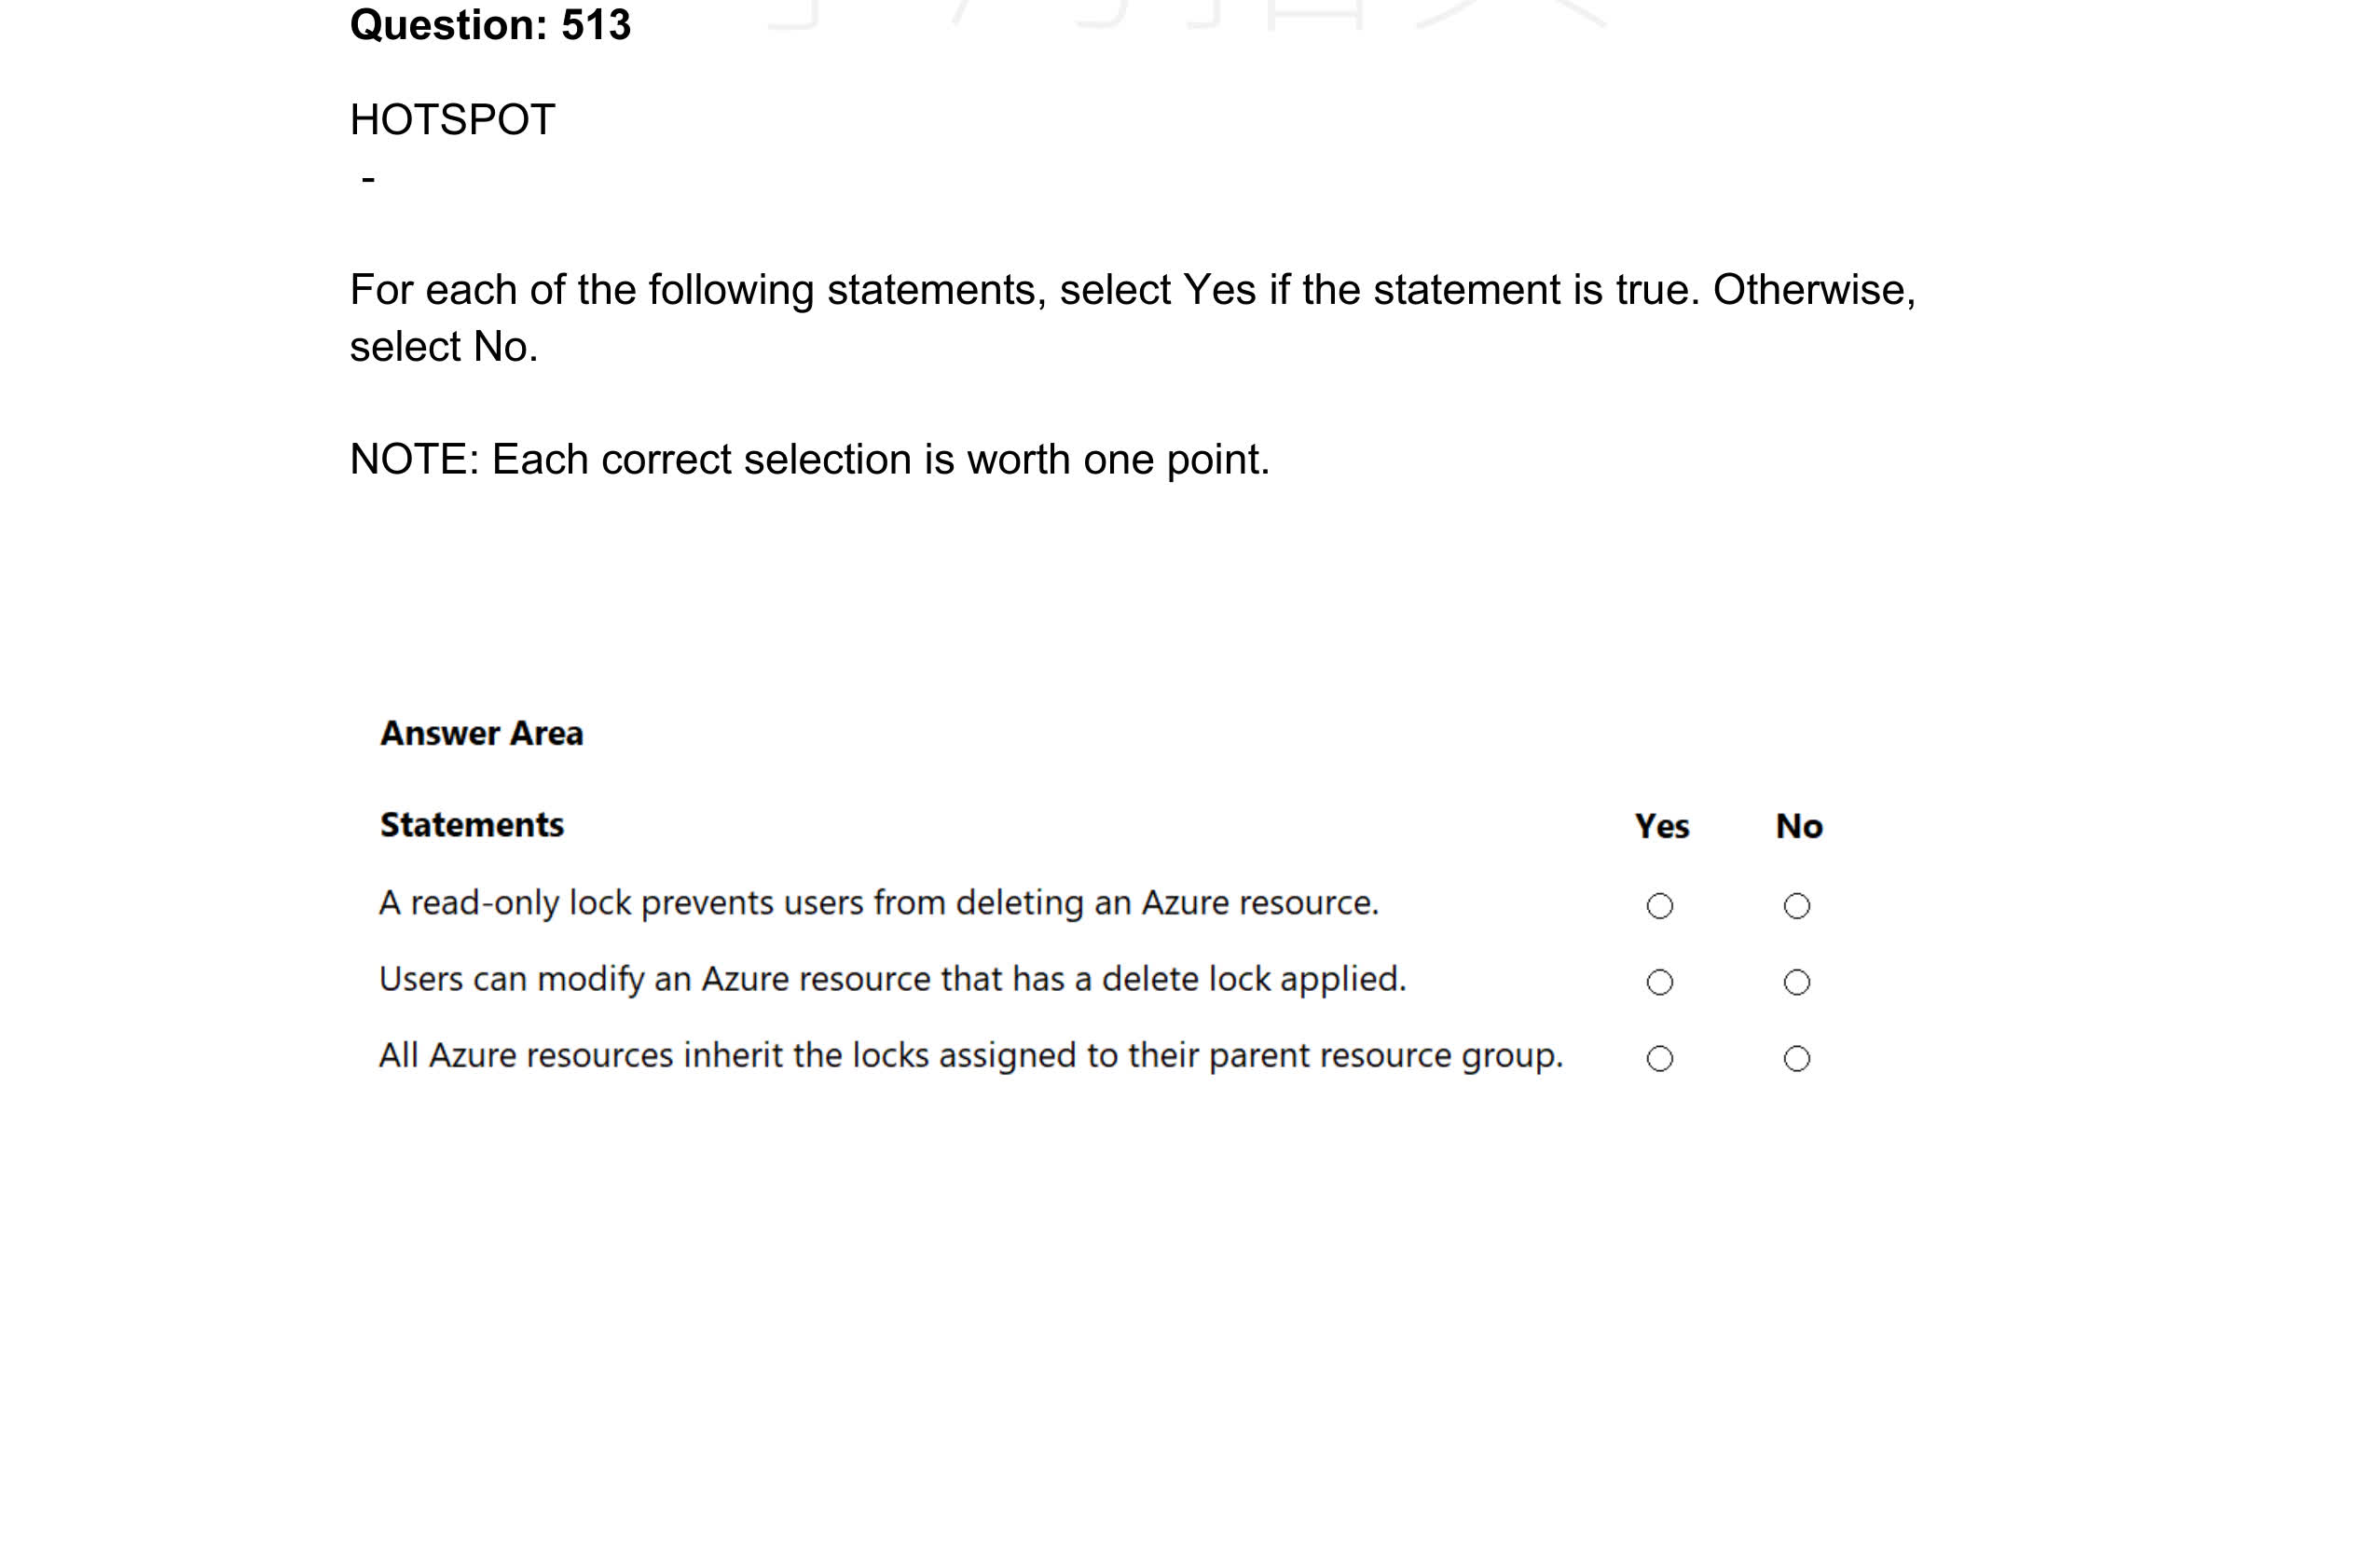 Question: 513
HOTSPOT
-
For each of the following statements, select Yes if the statement is true. Otherwise,
select No.
NOTE: Each correct selection is worth one point.
Answer Area
Statements Yes No
A read-only lock prevents users from deleting an Azure resource.
Users can modify an Azure resource that has a delete lock applied.
All Azure resources inherit the locks assigned to their parent resource group.